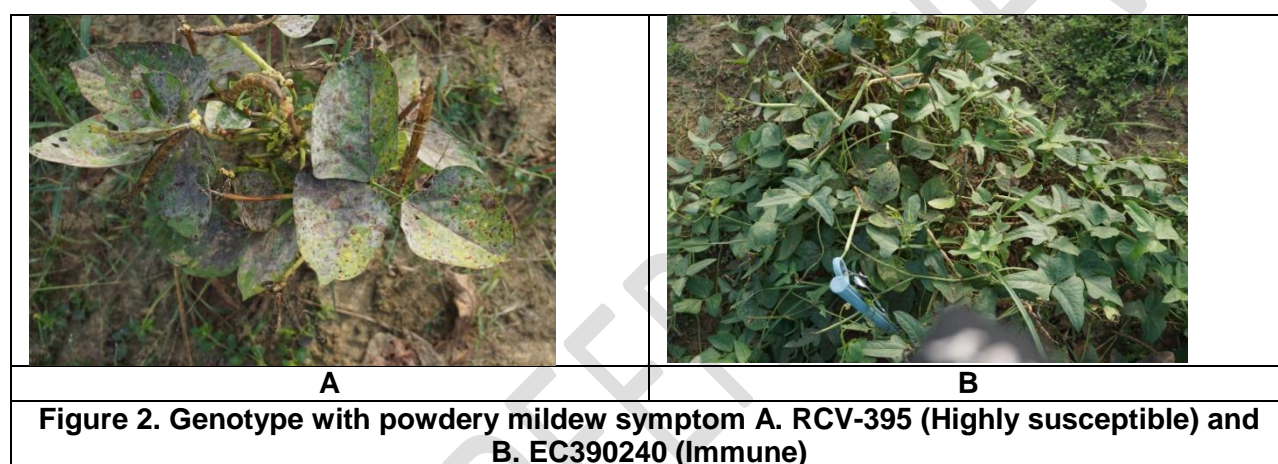 A
B
Figure 2. Genotype with powdery mildew symptom A. RCV-395 (Highly susceptible) and
B. EC390240 (Immune)